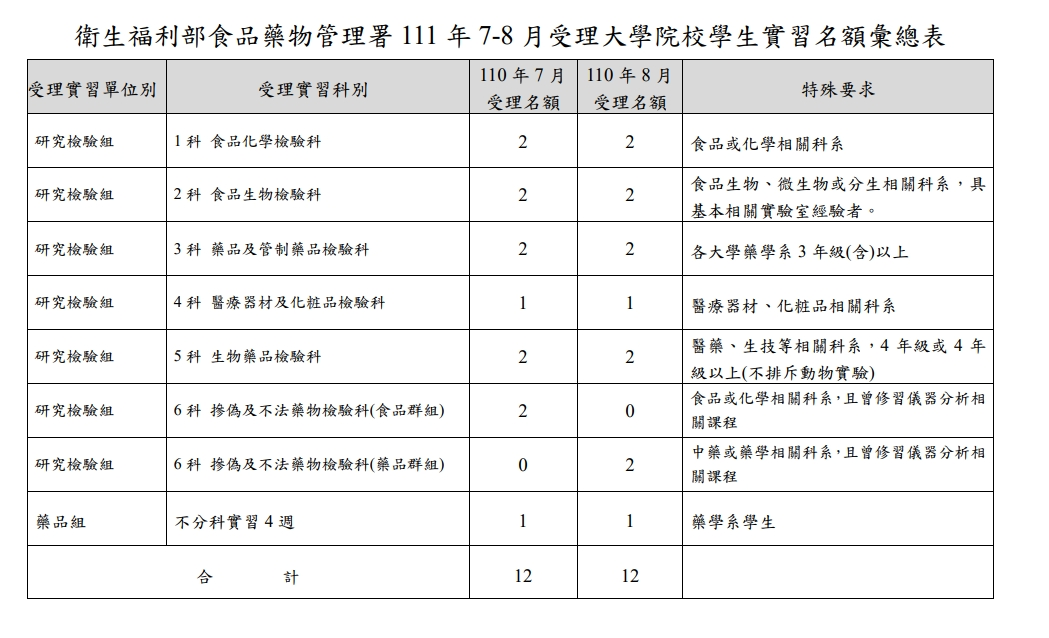 衛生福利部食品藥物管理署 111 年 7-8 月受理大學院校學生實習名額彙總表
受理實習單位別 受理實習科別 110 年 7 月 受理名額 110 年 8 月 受理名額 特殊要求
研究檢驗組 1 科 食品化學檢驗科 2 2 食品或化學相關科系
研究檢驗組 2 科 食品生物檢驗科 2 2 食品生物、微生物或分生相關科系，具
基本相關實驗室經驗者。
研究檢驗組 3 科 藥品及管制藥品檢驗科 2 2 各大學藥學系 3 年級(含)以上
研究檢驗組 4 科 醫療器材及化粧品檢驗科 1 1 醫療器材、化粧品相關科系
研究檢驗組 5 科 生物藥品檢驗科 2 2 醫藥、生技等相關科系，4 年級或 4 年
級以上(不排斥動物實驗)
研究檢驗組 6 科 摻偽及不法藥物檢驗科(食品群組) 2 0 食品或化學相關科系，且曾修習儀器分析相
關課程
研究檢驗組 6 科 摻偽及不法藥物檢驗科(藥品群組) 0 2 中藥或藥學相關科系，且曾修習儀器分析相
關課程
藥品組 不分科實習 4 週 1 1 藥學系學生
合 計 12 12